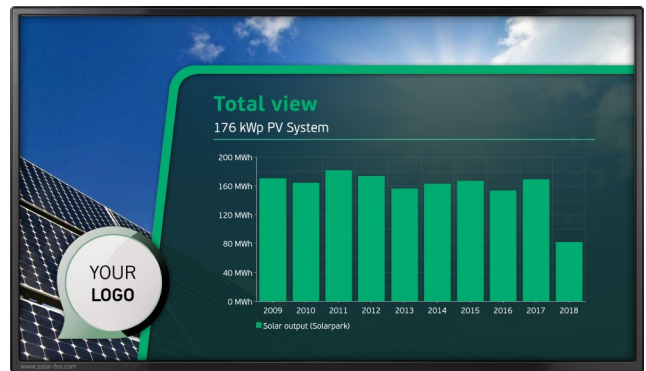 Total view
176 kWp PV System
200 MWh
160 MWh
120 MWh
80 MWh
40 MWh
0 MWh
2009 2010 2011 2012 2013 2014 2015 2016 2017 2018
Solar output (Solarpark)
YOUR
LOGO
www.solar-fox.com